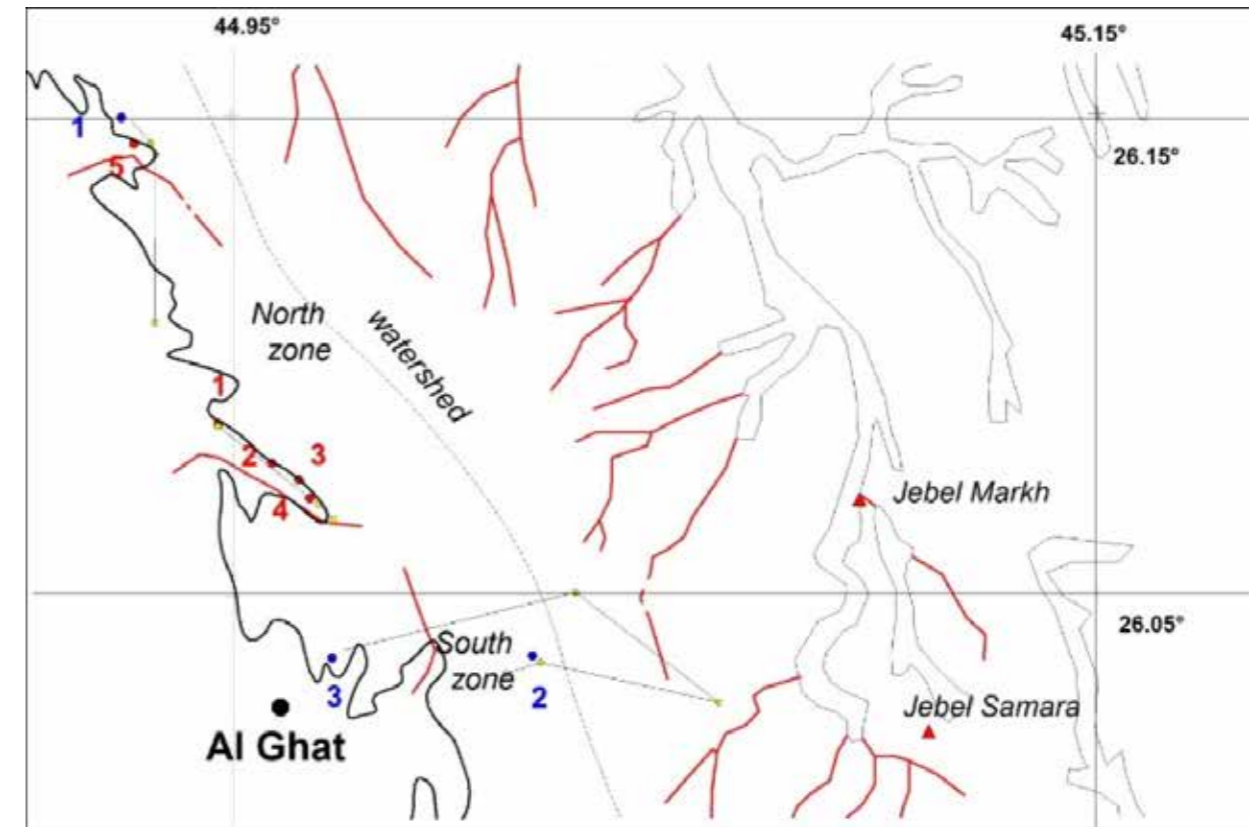 44.95°
45.15°
1
26.15°
5
North
zone
watershed
1
2
3
Jebel Markh
4
26.05°
South
zone
3
2
Jebel Samara
Al Ghat